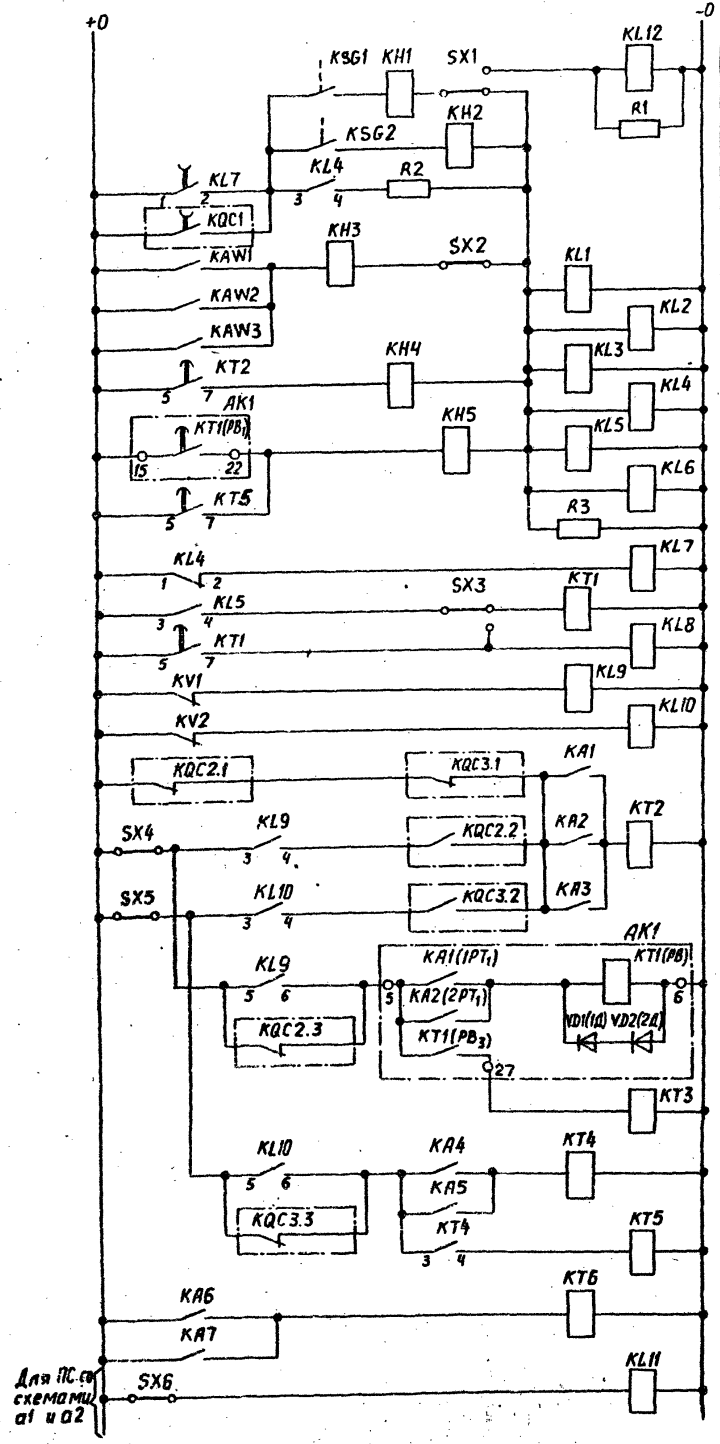 +0
-0
KSG1 KH1 SX1 KL12
R1
KSG2 KH2
KL7 KL4 R2
2 3 4
KQC1
KAW1 KH3 SX2 KL1
KAW2 KL2
KAW3 KL3
KT2 KH4 KL4
5 7
AK1 KL5
KT1(PB1) KH5
15 22 KL6
KT5 R3
5 7
KL4 KL7
1 2
KL5 SX3 KT1
3 4
KT1 KL8
5 7
KV1 KL9
KV2 KL10
KQC2.1 KQC3.1 KA1
SX4 KL9 KQC2.2 KA2 KT2
3 4
SX5 KL10 KQC3.2 KA3
3 4
AK1
KL9 KA1(1PT1) KT1(PB)
5 6 5 6
KA2(2PT1)
KQC2.3 VD1(1Д) VD2(2Д)
KT1(PB3)
27
KT3
KL10 KA4 KT4
5 6
KA5
KQC3.3 KT4 KT5
3 4
KA6 KT6
KA7
Для ПС со
схемами
а1 и а2
SX6 KL11